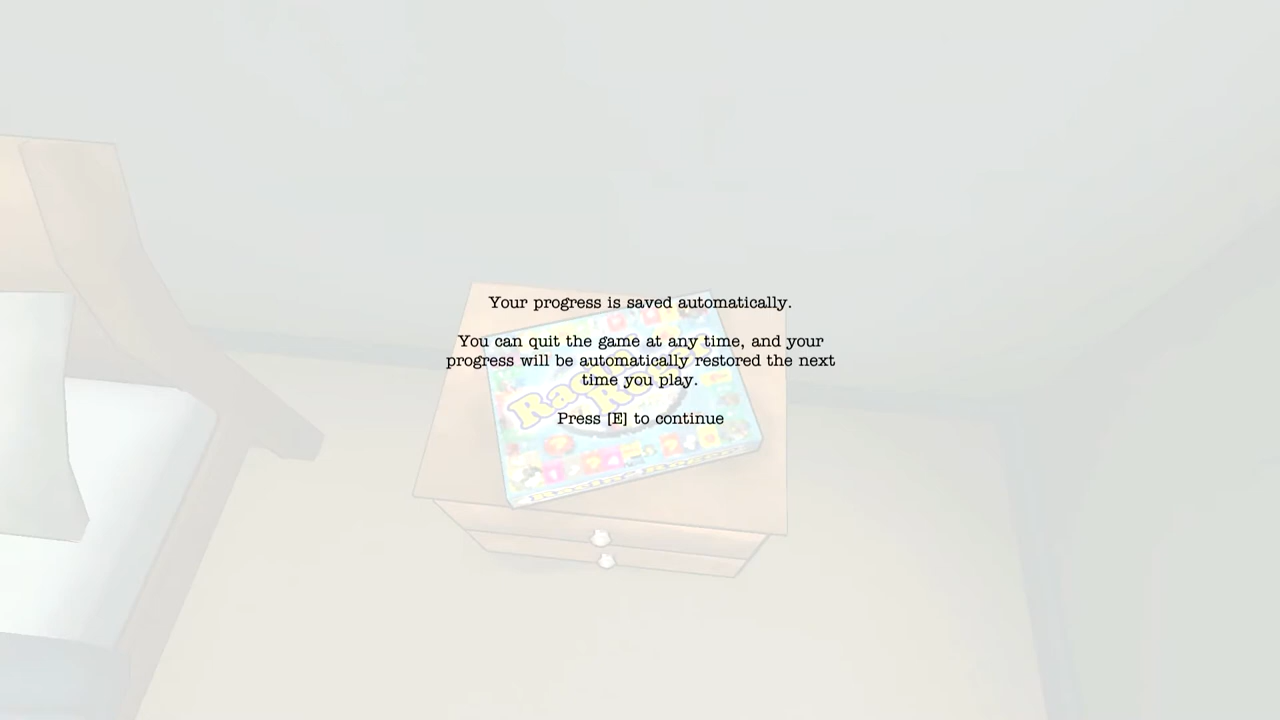 Your progress is saved automatically.
You can quit the game at any time, and your
progress will be automatically restored the next
time you play.
Press [E] to continue